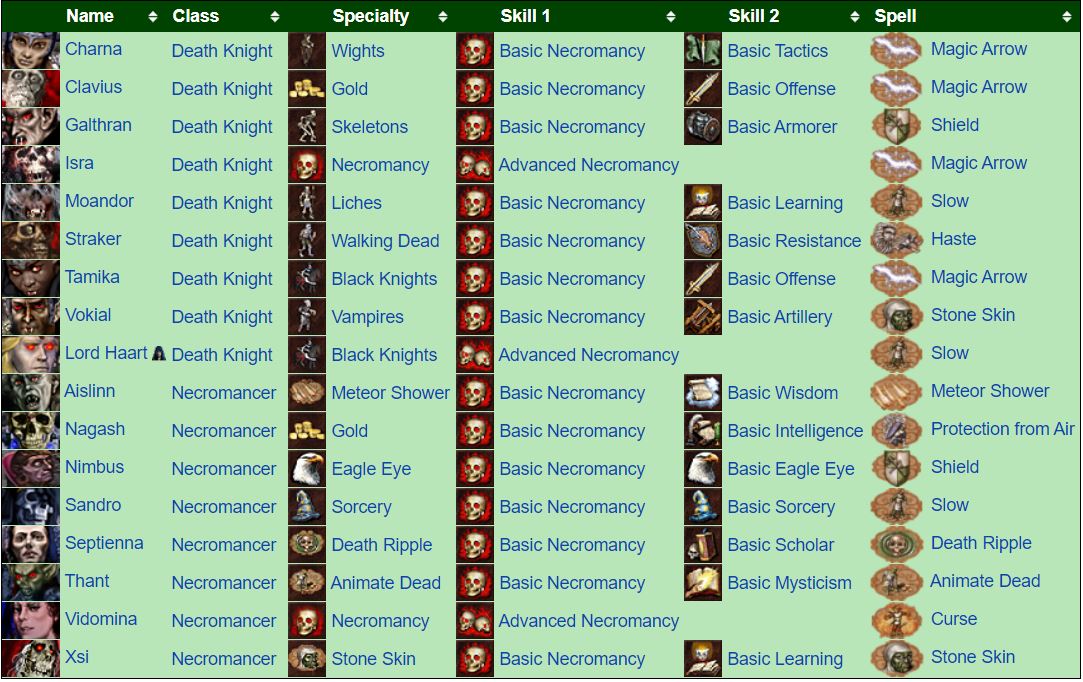 Name Class Specialty Skill 1 Skill 2 Spell
Charna Death Knight Wights Basic Necromancy Basic Tactics Magic Arrow
Clavius Death Knight Gold Basic Necromancy Basic Offense Magic Arrow
Galthran Death Knight Skeletons Basic Necromancy Basic Armorer Shield
Isra Death Knight Necromancy Advanced Necromancy Magic Arrow
Moandor Death Knight Liches Basic Necromancy Basic Learning Slow
Straker Death Knight Walking Dead Basic Necromancy Basic Resistance Haste
Tamika Death Knight Black Knights Basic Necromancy Basic Offense Magic Arrow
Vokial Death Knight Vampires Basic Necromancy Basic Artillery Stone Skin
Lord Haart Death Knight Black Knights Advanced Necromancy Slow
Aislinn Necromancer Meteor Shower Basic Necromancy Basic Wisdom Meteor Shower
Nagash Necromancer Gold Basic Necromancy Basic Intelligence Protection from Air
Nimbus Necromancer Eagle Eye Basic Necromancy Basic Eagle Eye Shield
Sandro Necromancer Sorcery Basic Necromancy Basic Sorcery Slow
Septienna Necromancer Death Ripple Basic Necromancy Basic Scholar Death Ripple
Thant Necromancer Animate Dead Basic Necromancy Basic Mysticism Animate Dead
Vidomina Necromancer Necromancy Advanced Necromancy Curse
Xsi Necromancer Stone Skin Basic Necromancy Basic Learning Stone Skin